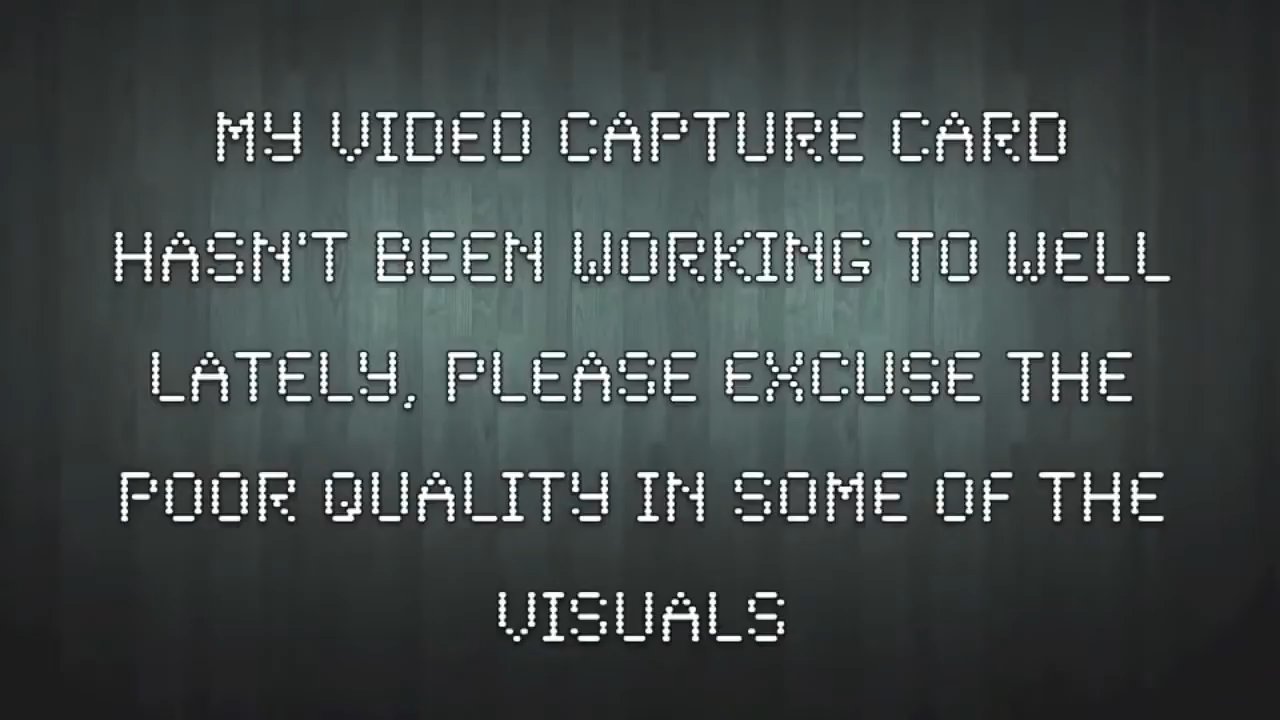 MY VIDEO CAPTURE CARD
HASN'T BEEN WORKING TO WELL
LATELY, PLEASE EXCUSE THE
POOR QUALITY IN SOME OF THE
VISUALS